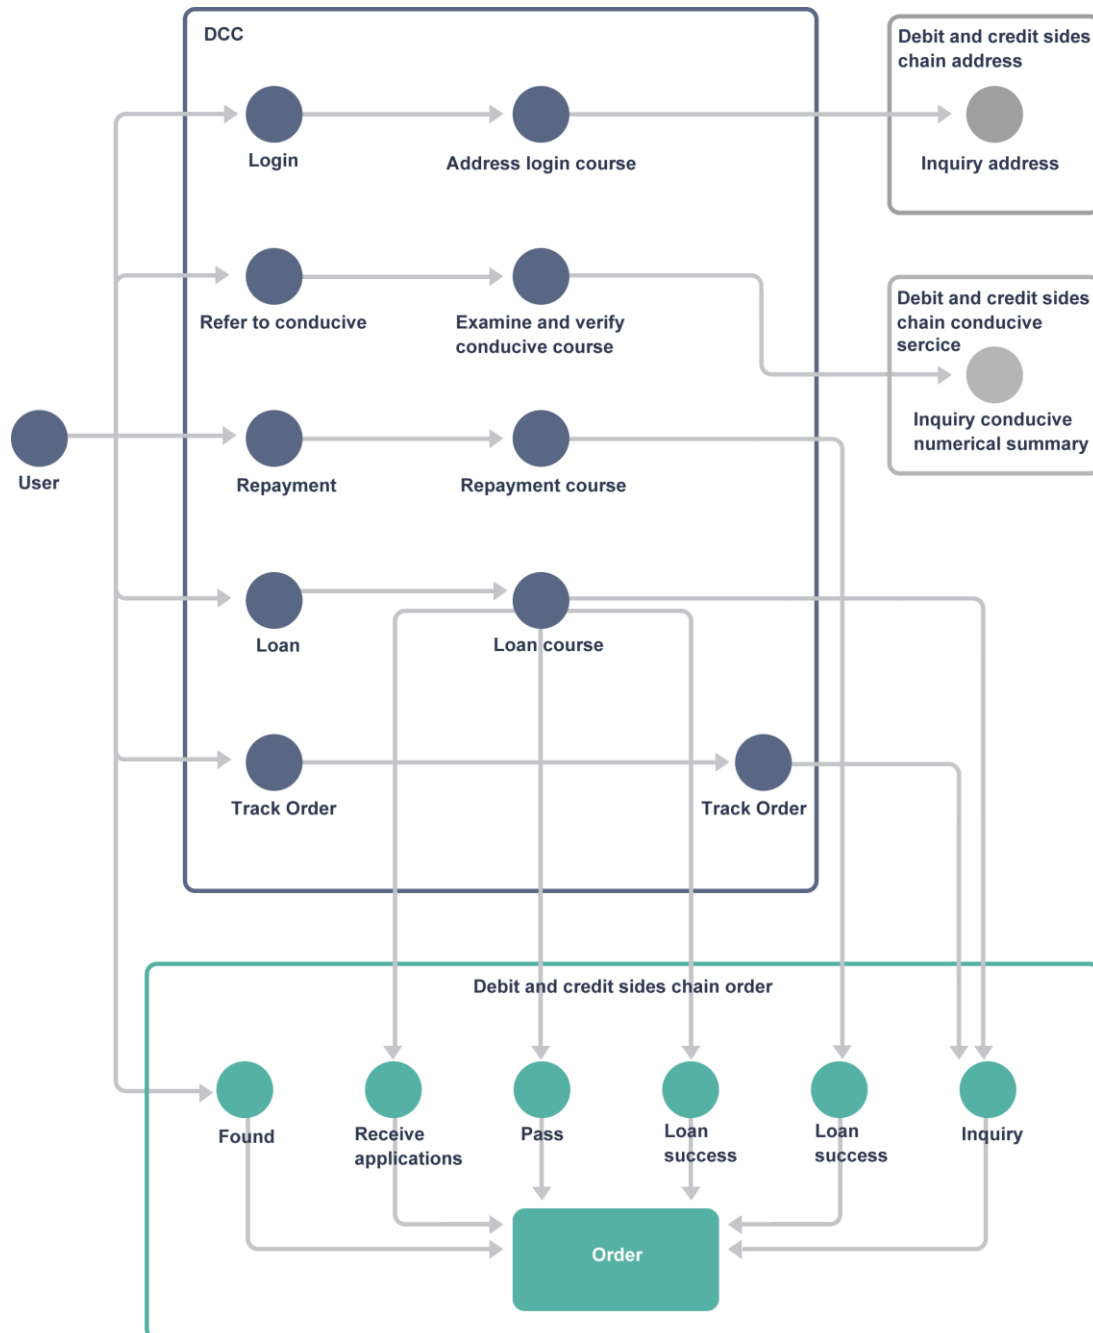 DCC
Debit and credit sides
chain address
Login
Address login course
Inquiry address
Refer to conducive
Examine and verify
conducive course
Debit and credit sides
chain conducive
sercice
Inquiry conducive
numerical summary
User
Repayment
Repayment course
Loan
Loan course
Track Order
Track Order
Debit and credit sides chain order
Found
Receive
applications
Pass
Loan
success
Loan
success
Inquiry
Order